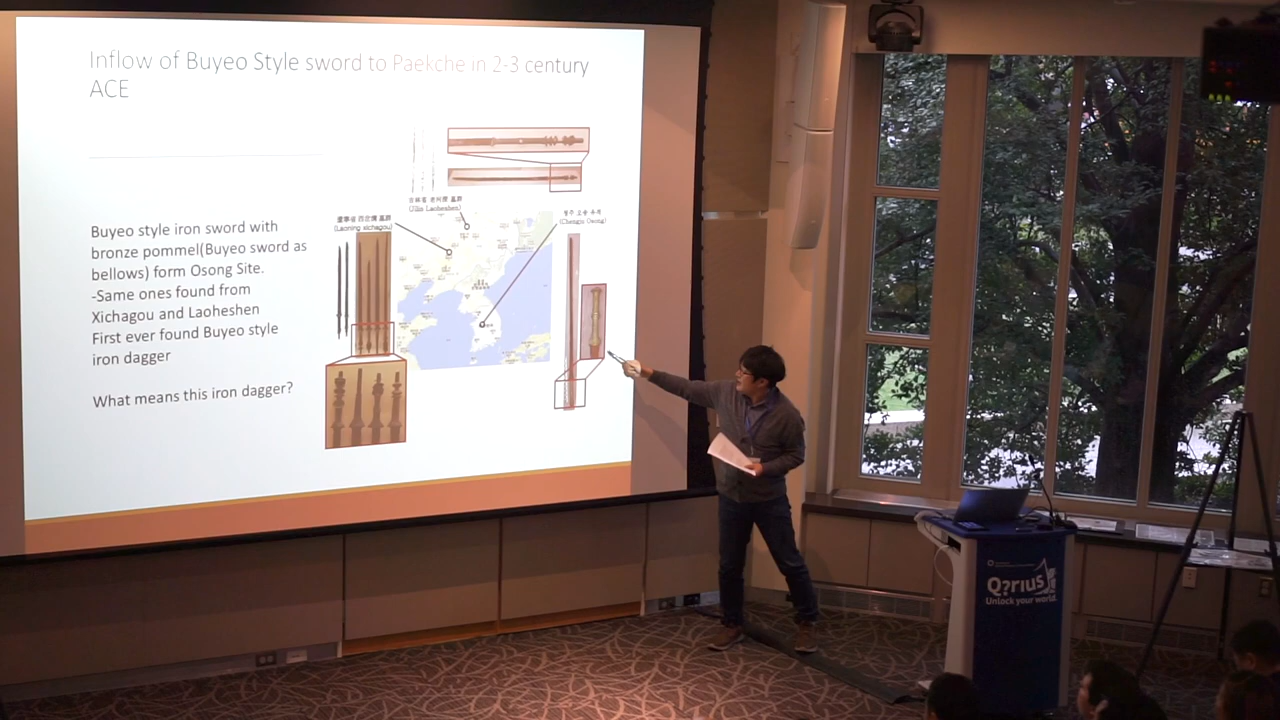 Inflow of Buyeo Style sword to Paekche in 2-3 century
ACE
Buyeo style iron sword with
bronze pommel(Buyeo sword as
bellows) form Osong Site.
-Same ones found from
Xichagou and Laoheshen
First ever found Buyeo style
iron dagger
What means this iron dagger?
(Jilin Laoheshen)
(Laoning xichagou)
(Chengju Osong)
Q?rius
Unlock your world.